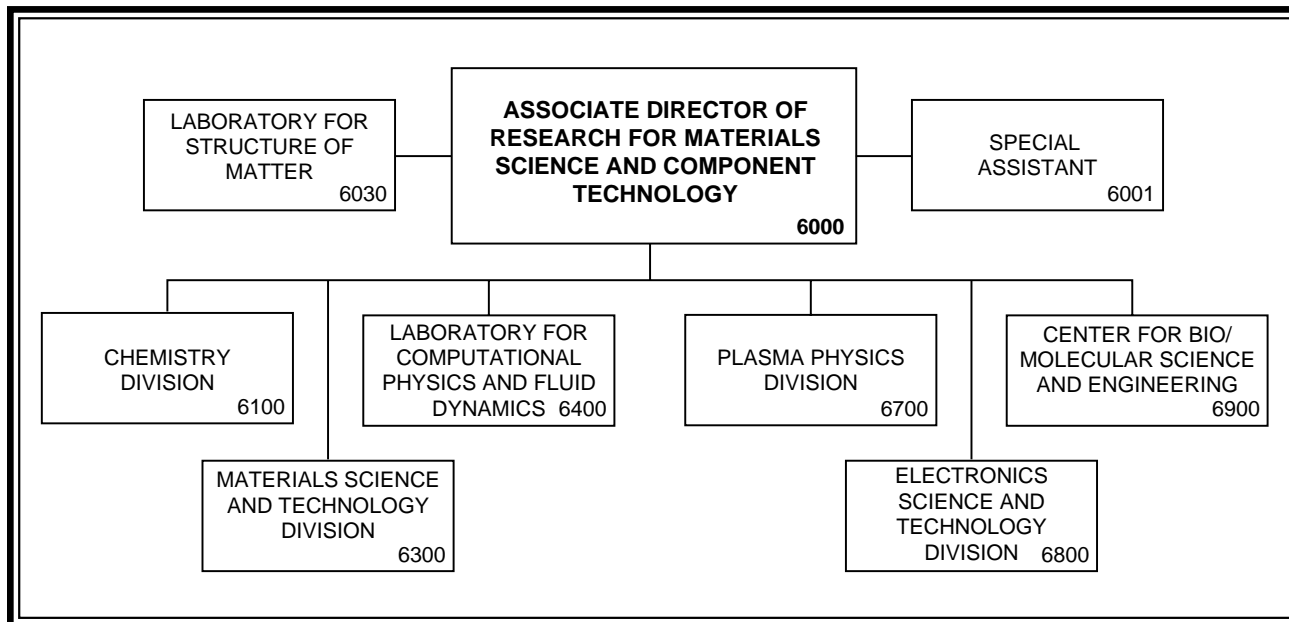 LABORATORY FOR
STRUCTURE OF
MATTER
6030
ASSOCIATE DIRECTOR OF
RESEARCH FOR MATERIALS
SCIENCE AND COMPONENT
TECHNOLOGY
6000
SPECIAL
ASSISTANT
6001
CHEMISTRY
DIVISION
6100
LABORATORY FOR
COMPUTATIONAL
PHYSICS AND FLUID
DYNAMICS 6400
PLASMA PHYSICS
DIVISION
6700
CENTER FOR BIO/
MOLECULAR SCIENCE
AND ENGINEERING
6900
MATERIALS SCIENCE
AND TECHNOLOGY
DIVISION
6300
ELECTRONICS
SCIENCE AND
TECHNOLOGY
DIVISION 6800